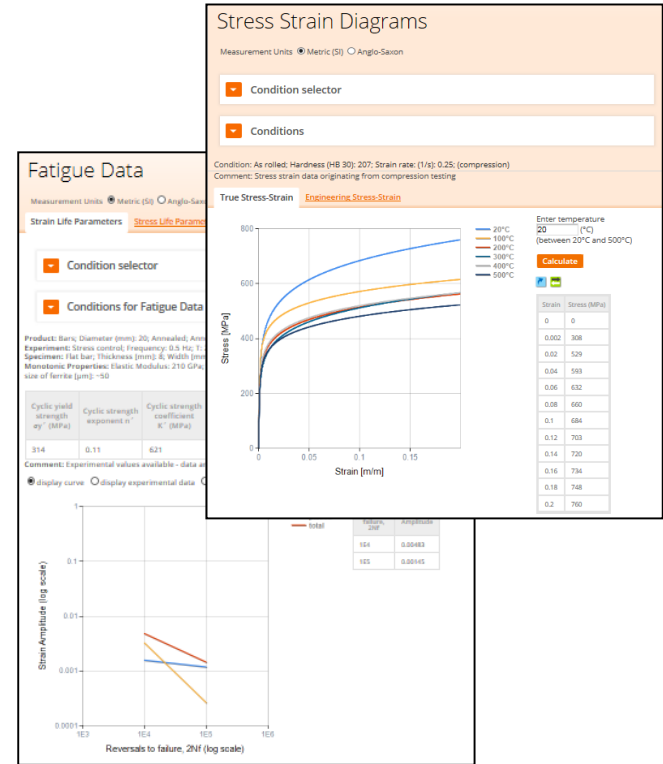 Stress Strain Diagrams
Measurement Units Metric (SI) Anglo-Saxon
Condition selector
Conditions
Condition: As rolled; Hardness (HB 30): 207; Strain rate: (1/s): 0.25; (compression)
Comment: Stress strain data originating from compression testing
True Stress-Strain Engineering Stress-Strain
800
600
400
200
0
Stress [MPa]
0 0.05 0.1 0.15
Strain [m/m]
20°C
100°C
200°C
300°C
400°C
500°C
Enter temperature
20 (°C)
(between 20°C and 500°C)
Calculate
Strain Stress (MPa)
0 0
0.002 308
0.02 529
0.04 593
0.06 632
0.08 660
0.1 684
0.12 703
0.14 720
0.16 734
0.18 748
0.2 760
Fatigue Data
Measurement Units Metric (SI) Anglo-Sax
Strain Life Parameters Stress Life Parame
Condition selector
Conditions for Fatigue Data
Product: Bars; Diameter (mm): 20; Annealed; Anne
Experiment: Stress control; Frequency: 0.5 Hz; T:
Specimen: Flat bar; Thickness (mm): 8; Width (mm
Monotonic Properties: Elastic Modulus: 210 GPa;
size of ferrite (µm): ~50
Cyclic yield strength σy' (MPa) Cyclic strength exponent n' Cyclic strength coefficient K' (MPa)
314 0.11 621
Comment: Experimental values available - data a
display curve display experimental data
1
0.1
0.01
0.001
0.0001
Strain Amplitude (log scale)
1E3 1E4 1E5 1E6
Reversals to failure, 2Nf (log scale)
total
failure, 2Nf Amplitude
1E4 0.00483
1E5 0.00145